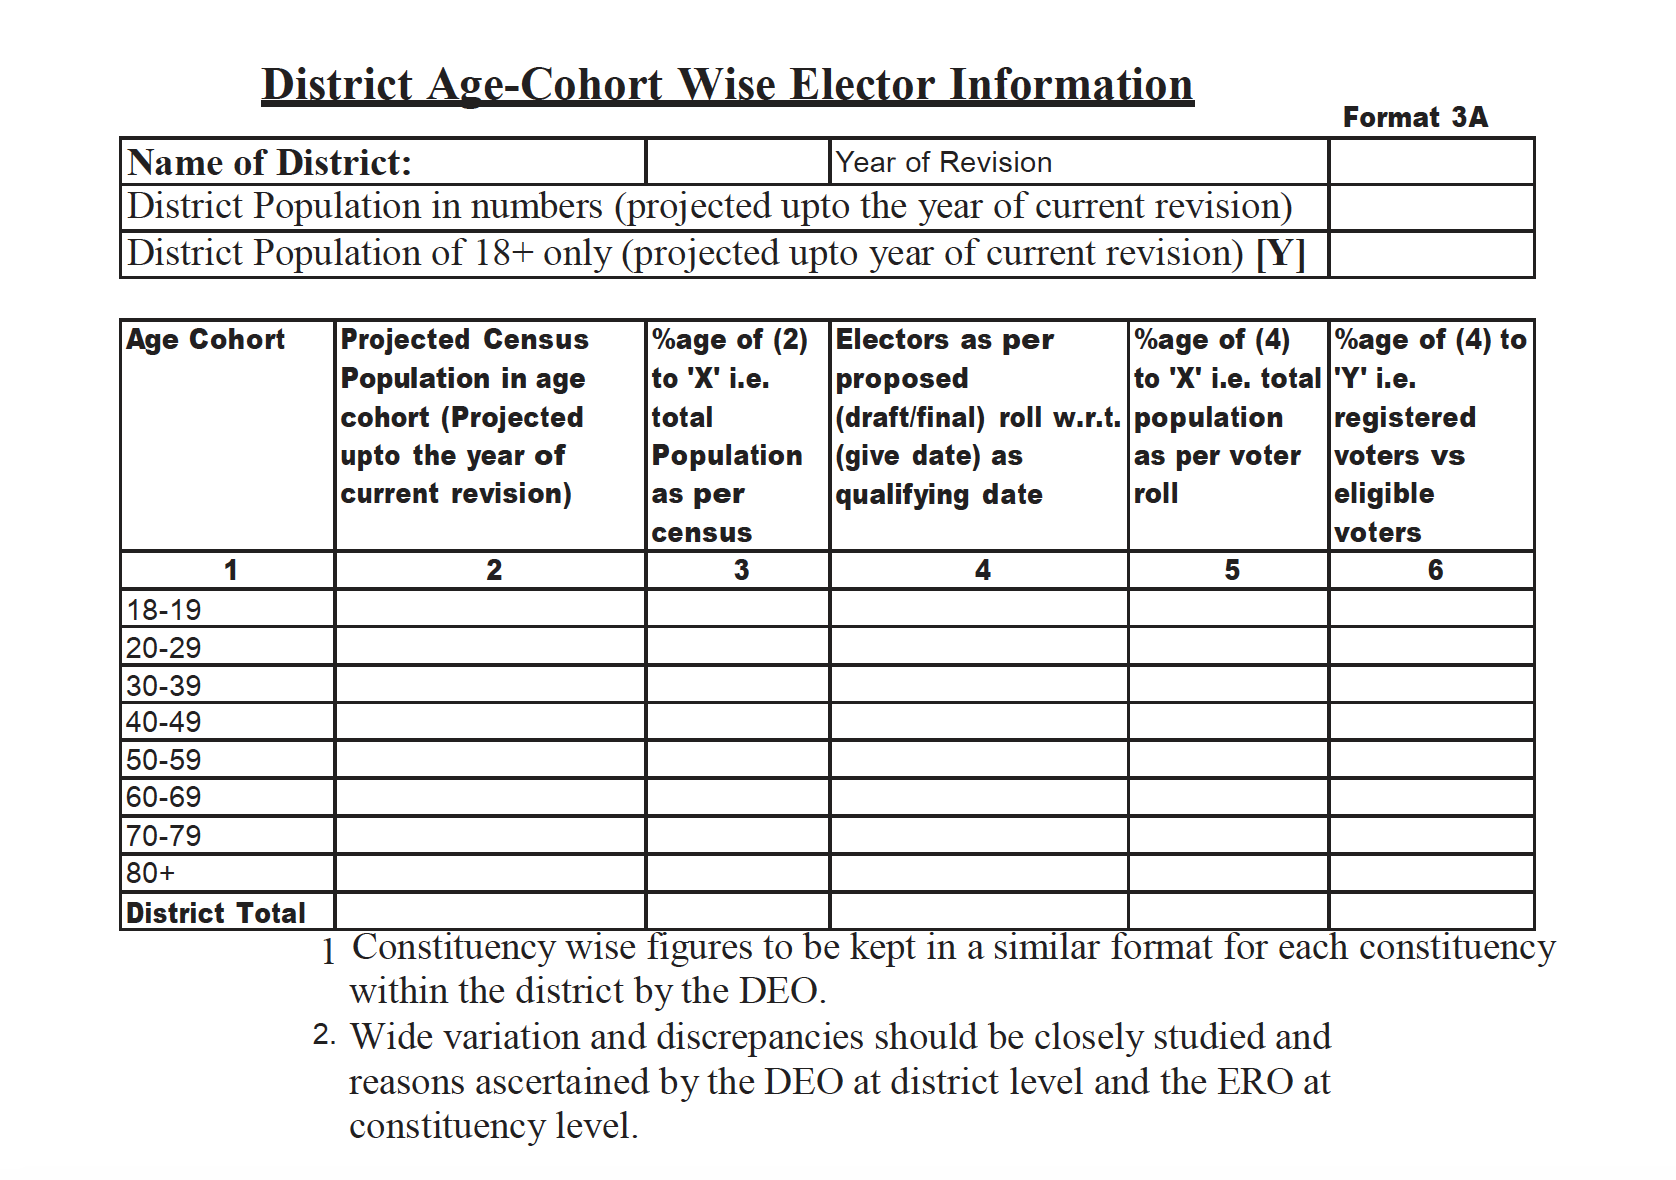 District Age-Cohort Wise Elector Information
Format 3A
Name of District: Year of Revision
District Population in numbers (projected upto the year of current revision)
District Population of 18+ only (projected upto year of current revision) [Y]
Age Cohort
Projected Census
Population in age
cohort (Projected
upto the year of
current revision)
%age of (2)
to 'X' i.e.
total
Population
as per
census
Electors as per
proposed
(draft/final) roll w.r.t.
(give date) as
qualifying date
%age of (4)
to 'X' i.e. total
population
as per voter
roll
%age of (4) to
'Y' i.e.
registered
voters vs
eligible
voters
1 2 3 4 5 6
18-19
20-29
30-39
40-49
50-59
60-69
70-79
80+
District Total
1 Constituency wise figures to be kept in a similar format for each constituency
within the district by the DEO.
2. Wide variation and discrepancies should be closely studied and
reasons ascertained by the DEO at district level and the ERO at
constituency level.